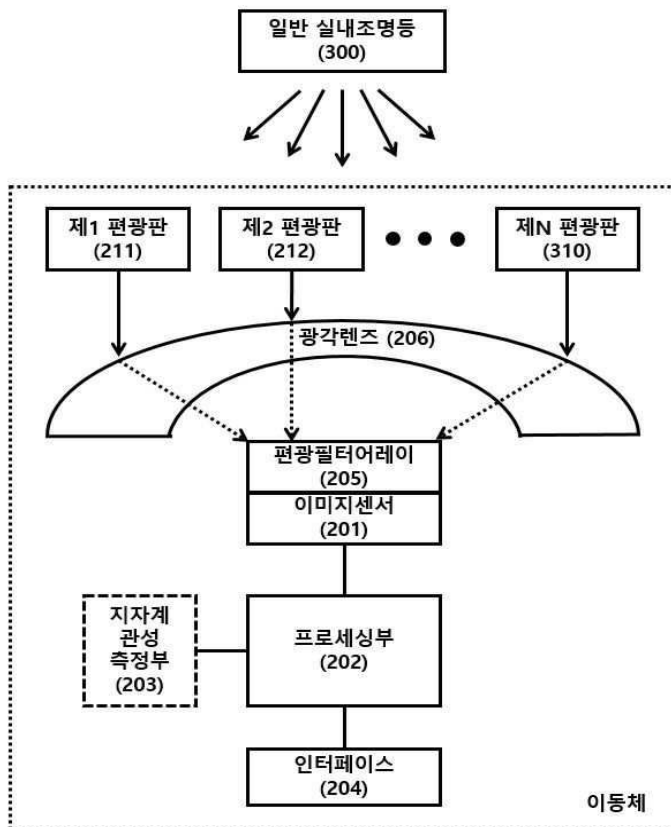 일반 실내조명등
(300)
제1 편광판
(211)
제2 편광판
(212)
제N 편광판
(310)
광각렌즈 (206)
편광필터어레이
(205)
이미지센서
(201)
지자계
관성
측정부
(203)
프로세싱부
(202)
인터페이스
(204)
이동체